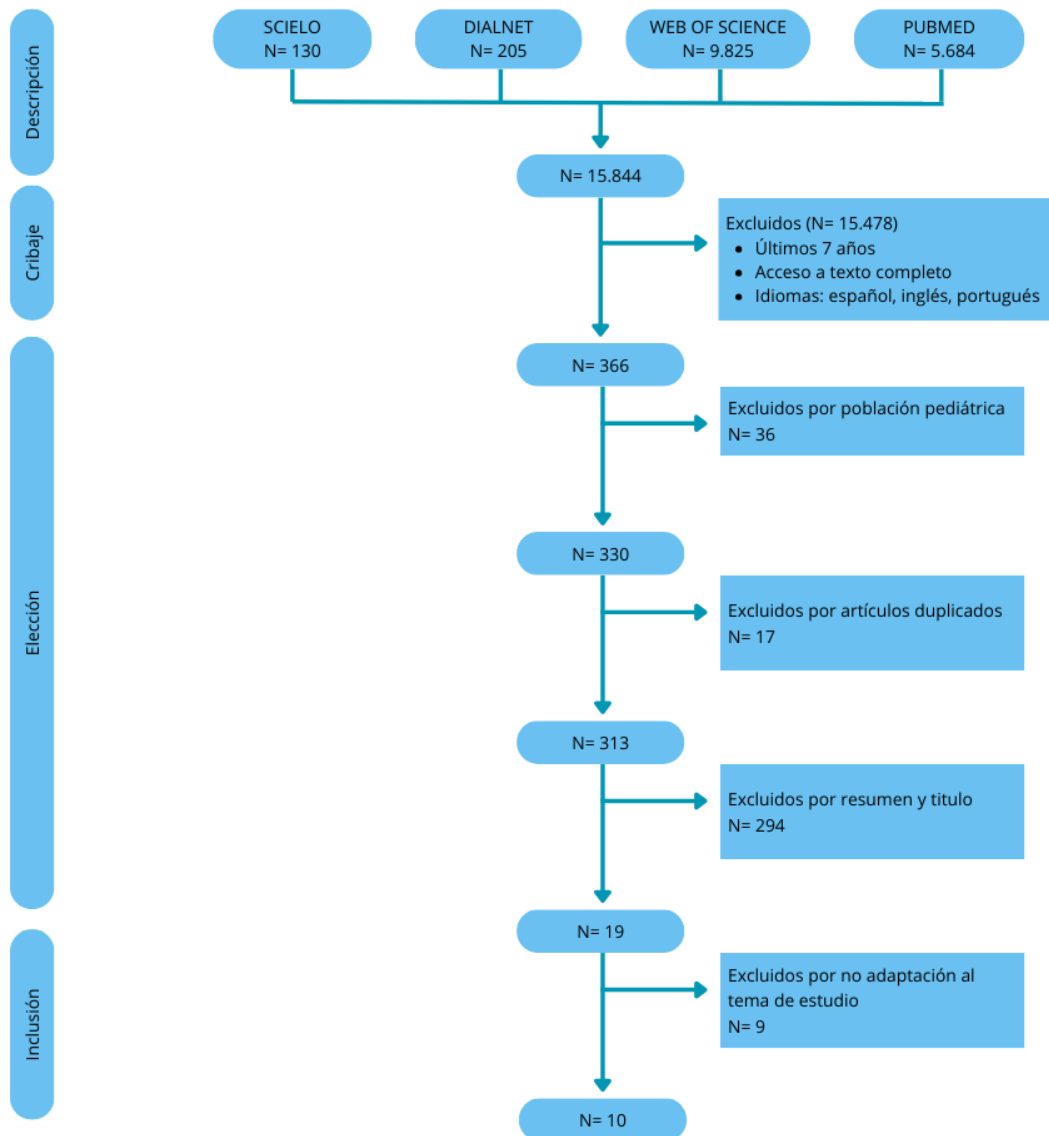 Descripción
SCIELO
N= 130
DIALNET
N= 205
WEB OF SCIENCE
N= 9.825
PUBMED
N= 5.684
N= 15.844
Cribaje
Excluidos (N= 15.478)
• Últimos 7 años
• Acceso a texto completo
• Idiomas: español, inglés, portugués
Elección
N= 366
Excluidos por población pediátrica
N= 36
N= 330
Excluidos por artículos duplicados
N= 17
N= 313
Excluidos por resumen y titulo
N= 294
Inclusión
N= 19
Excluidos por no adaptación al
tema de estudio
N= 9
N= 10